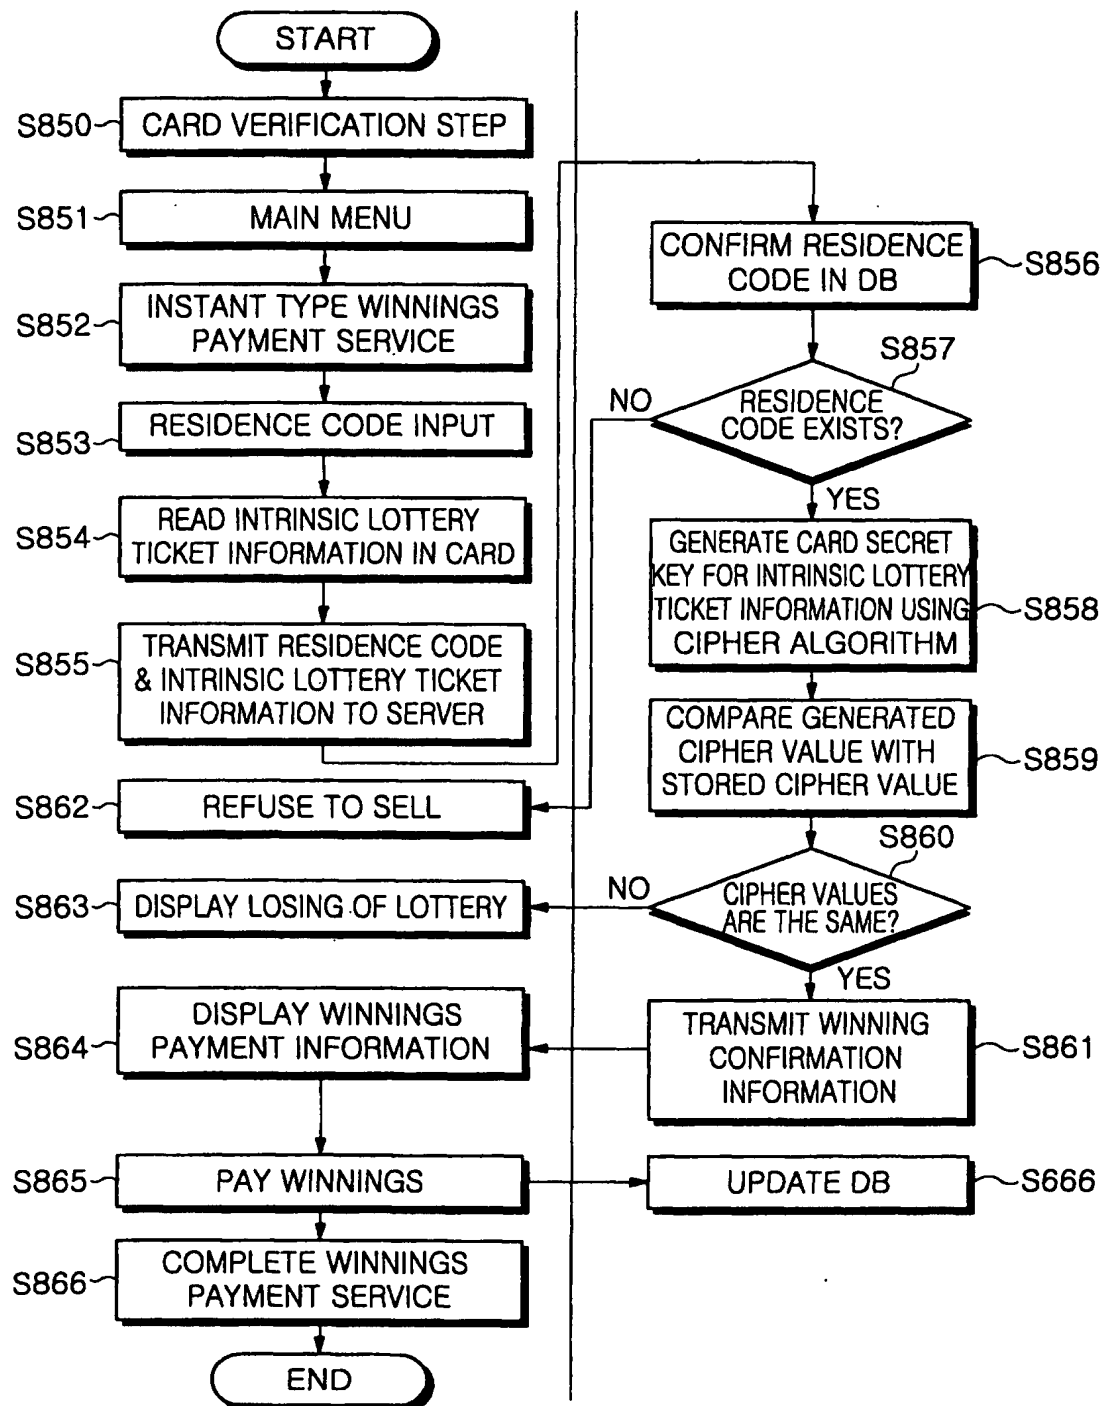 START
S850
CARD VERIFICATION STEP
S851
MAIN MENU
S852
INSTANT TYPE WINNINGS
PAYMENT SERVICE
S853
RESIDENCE CODE INPUT
S854
READ INTRINSIC LOTTERY
TICKET INFORMATION IN CARD
S855
TRANSMIT RESIDENCE CODE
& INTRINSIC LOTTERY TICKET
INFORMATION TO SERVER
CONFIRM RESIDENCE
CODE IN DB
S856
S857
RESIDENCE
CODE EXISTS?
NO
YES
GENERATE CARD SECRET
KEY FOR INTRINSIC LOTTERY
TICKET INFORMATION USING
CIPHER ALGORITHM
S858
COMPARE GENERATED
CIPHER VALUE WITH
STORED CIPHER VALUE
S859
S860
CIPHER VALUES
ARE THE SAME?
NO
YES
TRANSMIT WINNING
CONFIRMATION
INFORMATION
S861
S862
REFUSE TO SELL
S863
DISPLAY LOSING OF LOTTERY
S864
DISPLAY WINNINGS
PAYMENT INFORMATION
S865
PAY WINNINGS
UPDATE DB
S666
S866
COMPLETE WINNINGS
PAYMENT SERVICE
END